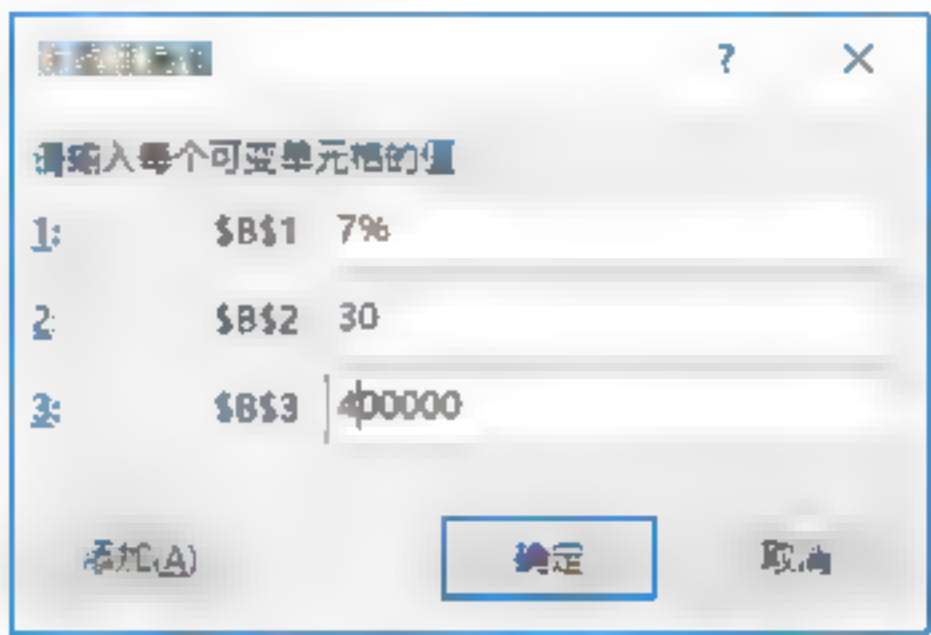 ?
请输入每个可变单元格的值
1: $B$1 7%
2: $B$2 30
3: $B$3 400000
添加(A) 确定 取消